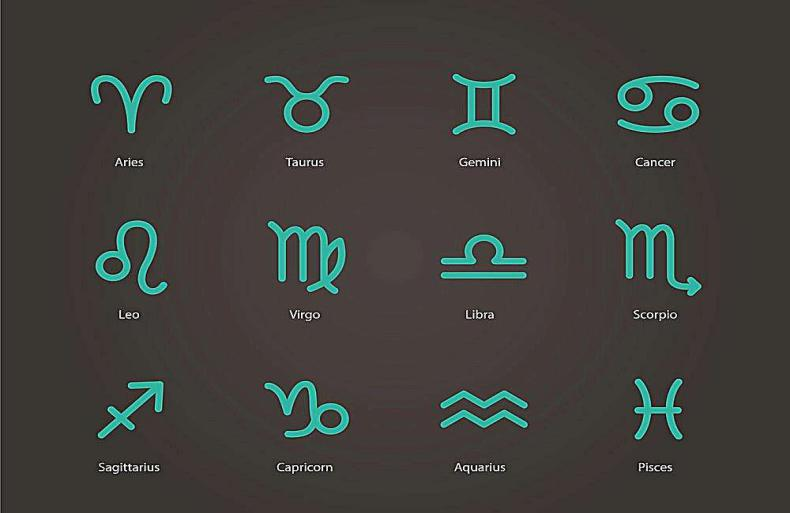 Aries
Taurus
Gemini
Cancer
Leo
Virgo
Libra
Scorpio
Sagittarius
Capricorn
Aquarius
Pisces